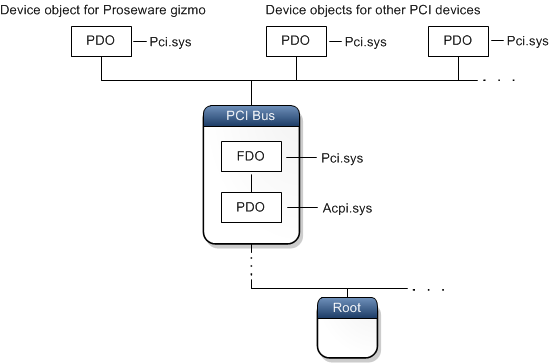 Device object for Proseware gizmo
Device objects for other PCI devices
PDO
Pci.sys
PDO
Pci.sys
PDO
Pci.sys
. . .
PCI Bus
FDO
Pci.sys
PDO
Acpi.sys
. . .
Root